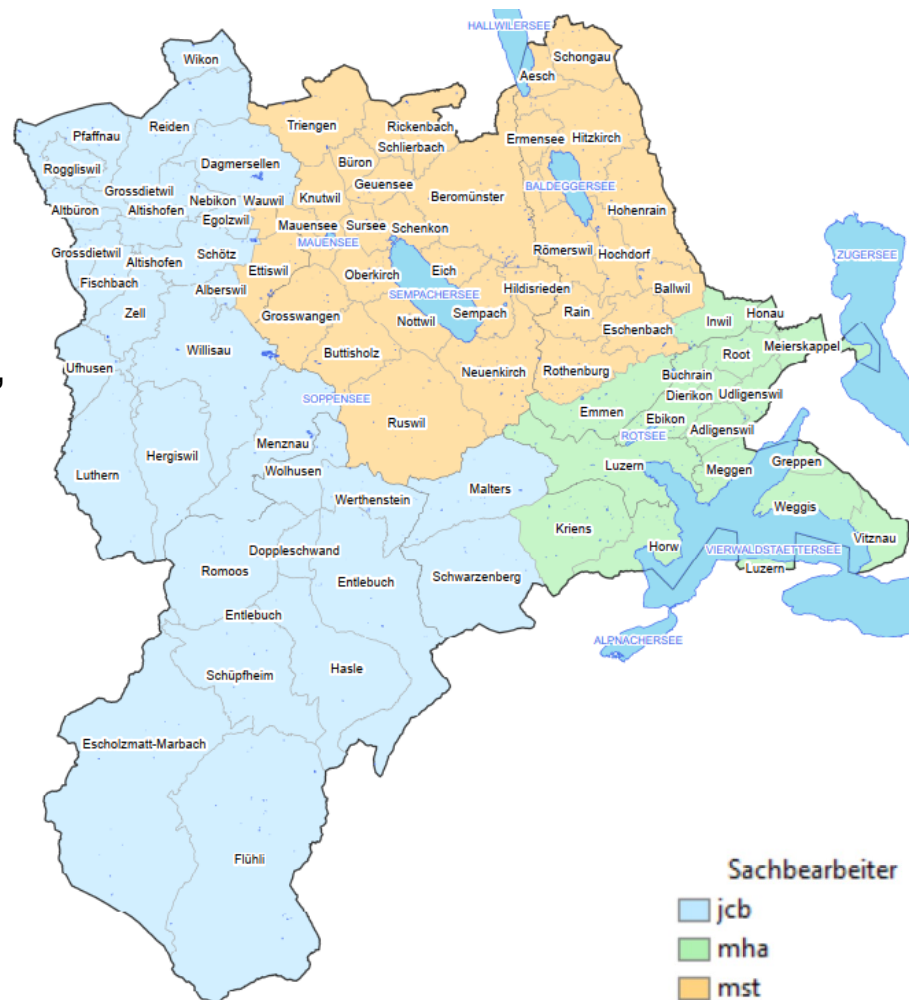 HALLWILERSEE
Schongau
Aesch
Wikon
Triengen
Rickenbach
Reiden
Pfaffnau
Ermensee
Hitzkirch
Schlierbach
Büron
Dagmersellen
Roggliswil
Geuensee
BALDEGGERSEE
Grossdietwil
Beromünster
Knutwil
Nebikon
Wauwil
Altbüron
Altishofen
Hohenrain
Egolzwil
Mauensee
Sursee
Schenkon
MAUENSEE
Grossdietwil
Schötz
Römerswil
Hochdorf
ZUGERSEE
Altishofen
Ettiswil
Oberkirch
Eich
Fischbach
Alberswil
Hildisrieden
Ballwil
SEMPACHERSEE
Zell
Grosswangen
Nottwil
Sempach
Rain
Honau
Inwil
Eschenbach
Meierskappel
Willisau
Buttisholz
Root
Ufhusen
Neuenkirch
Rothenburg
Buchrain
Dierikon
Udligenswil
SOPPENSEE
Emmen
Ebikon
Ruswil
Adligenswil
ROTSEE
Menznau
Hergiswil
Luthern
Wolhusen
Luzern
Meggen
Greppen
Malters
Werthenstein
Weggis
Kriens
Vitznau
Doppleschwand
Horw
VIERWALDSTAETTERSEE
Romoos
Entlebuch
Schwarzenberg
Luzern
Entlebuch
ALPNACHERSEE
Hasle
Schüpfheim
Escholzmatt-Marbach
Flühli
Sachbearbeiter
jcb
mha
mst